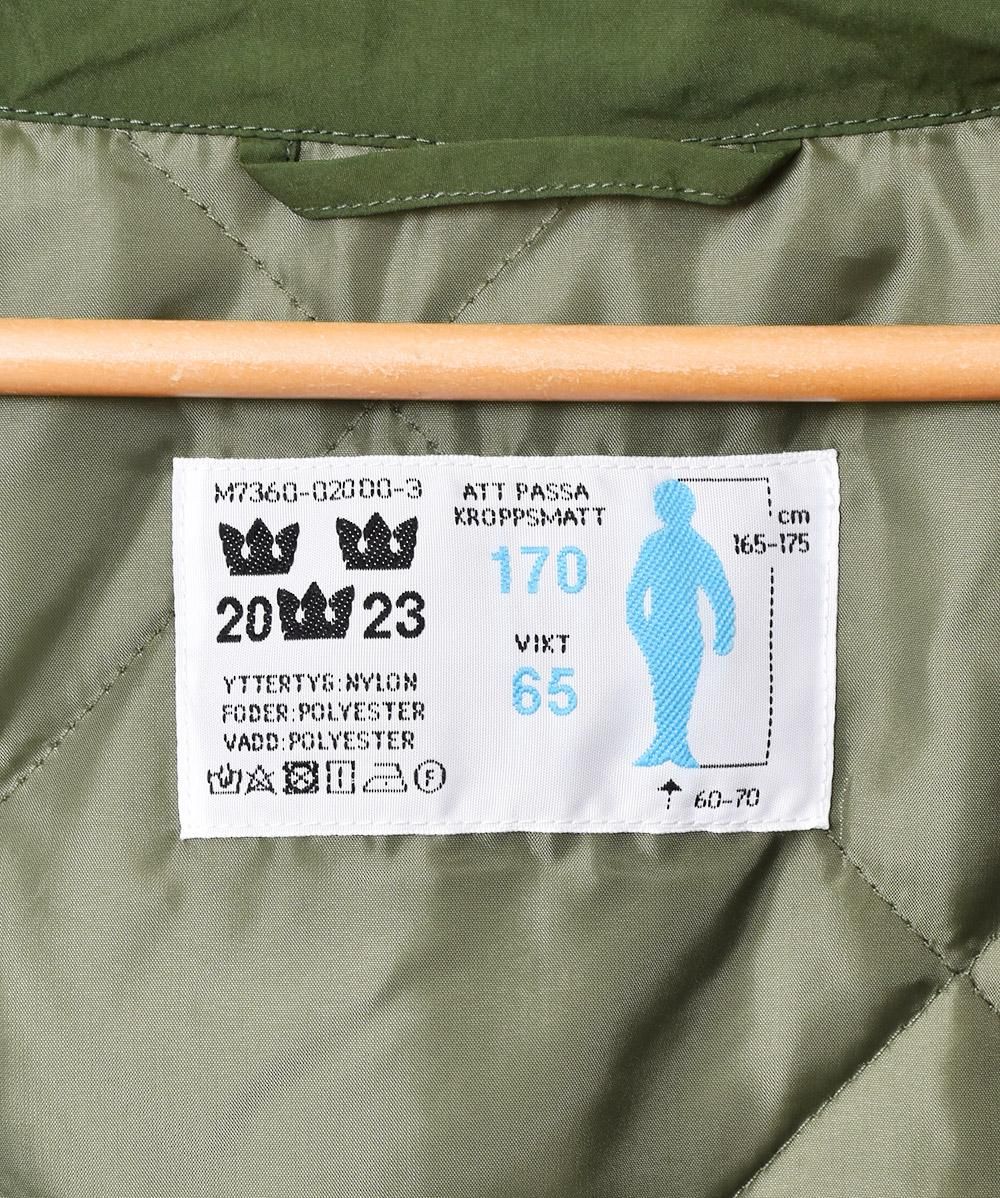 M7360-02000-3
20 23
YTTERTYG:NYLON
FODER:POLYESTER
VADD:POLYESTER
F
ATT PASSA
KROPPSMATT
170
VIKT
65
cm
165-175
60-70